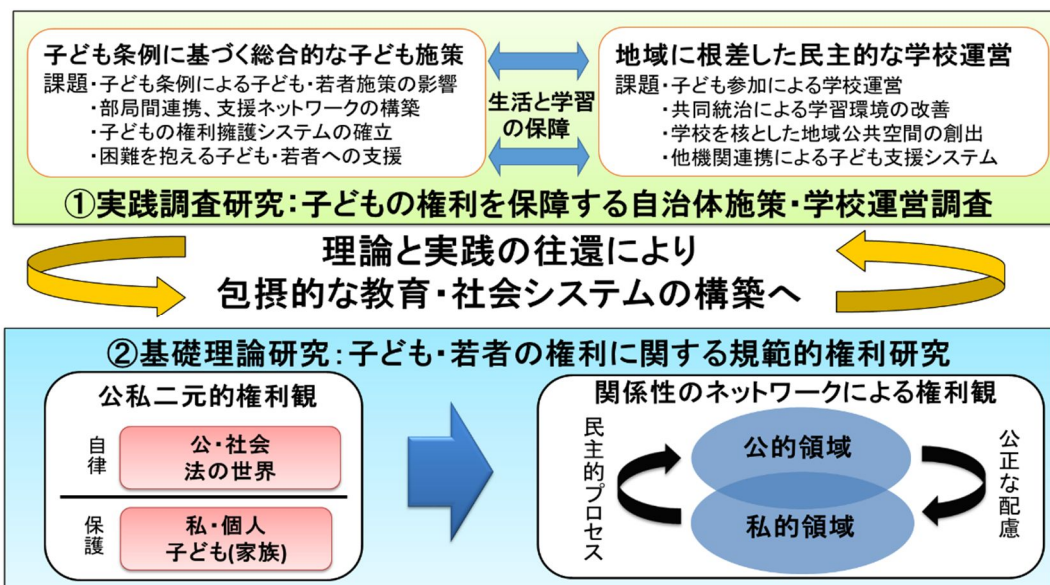 子ども条例に基づく総合的な子ども施策
課題・子ども条例による子ども・若者施策の影響
・部局間連携、支援ネットワークの構築
・子どもの権利擁護システムの確立
・困難を抱える子ども・若者への支援
生活と学習
の保障
地域に根差した民主的な学校運営
課題・子ども参加による学校運営
・共同統治による学習環境の改善
・学校を核とした地域公共空間の創出
・他機関連携による子ども支援システム
①実践調査研究：子どもの権利を保障する自治体施策・学校運営調査
理論と実践の往還により
包摂的な教育・社会システムの構築へ
②基礎理論研究：子ども・若者の権利に関する規範的権利研究
公私二元的権利観
自律
公・社会
法の世界
保護
私・個人
子ども(家族)
関係性のネットワークによる権利観
民主的プロセス
公的領域
私的領域
公正な配慮